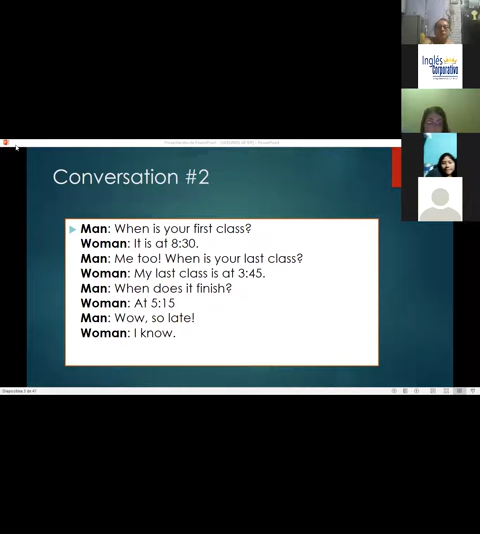 Conversation #2
Man: When is your first class?
Woman: It is at 8:30.
Man: Me too! When is your last class?
Woman: My last class is at 3:45.
Man: When does it finish?
Woman: At 5:15
Man: Wow, so late!
Woman: I know.
Inglés
Corporativo